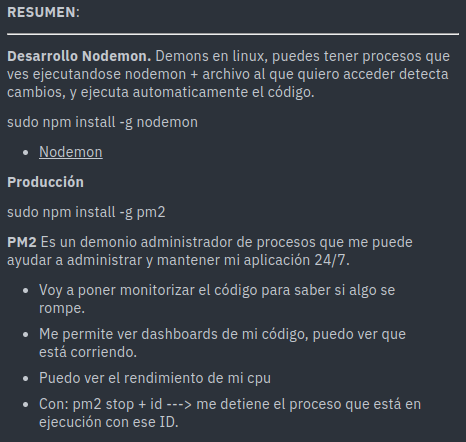 RESUMEN:
Desarrollo Nodemon. Demons en linux, puedes tener procesos que
ves ejecutandose nodemon + archivo al que quiero acceder detecta
cambios, y ejecuta automaticamente el código.
sudo npm install -g nodemon
• Nodemon
Producción
sudo npm install -g pm2
PM2 Es un demonio administrador de procesos que me puede
ayudar a administrar y mantener mi aplicación 24/7.
• Voy a poner monitorizar el código para saber si algo se
rompe.
• Me permite ver dashboards de mi código, puedo ver que
está corriendo.
• Puedo ver el rendimiento de mi cpu
• Con: pm2 stop + id ---> me detiene el proceso que está en
ejecución con ese ID.